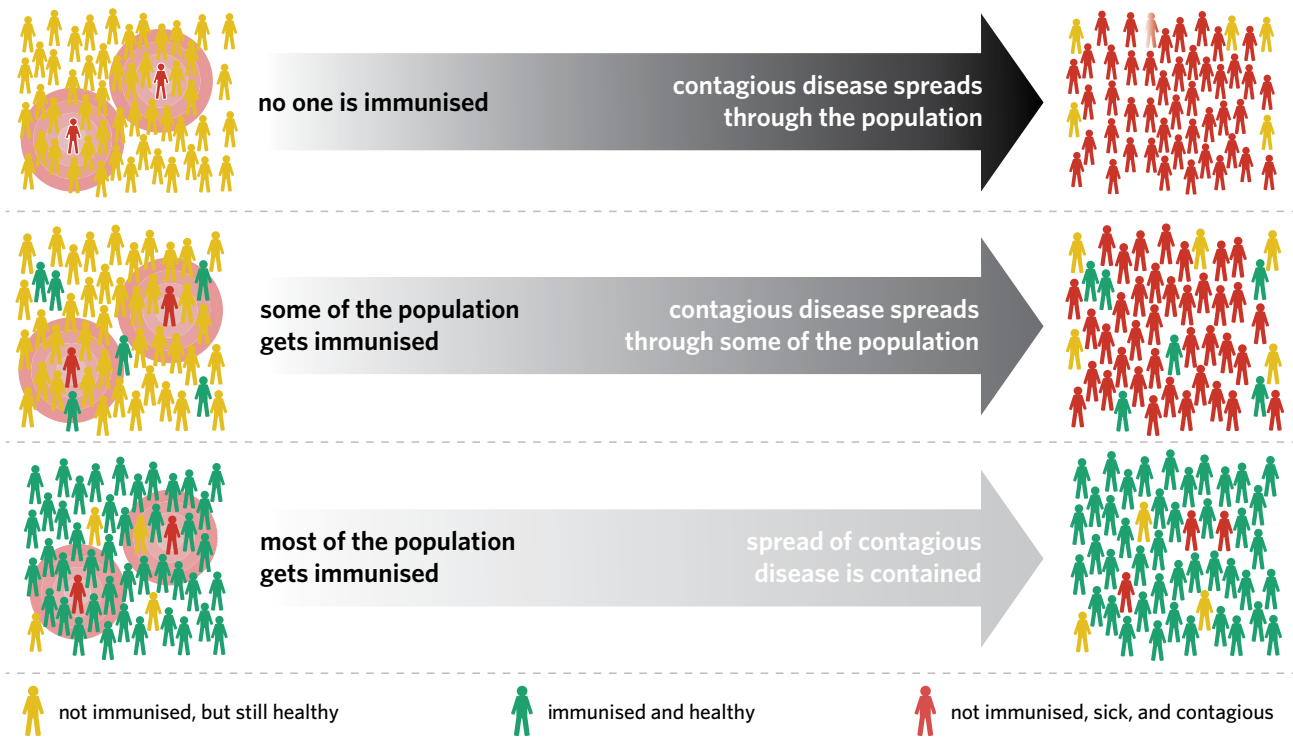 no one is immunised
contagious disease spreads
through the population
some of the population
gets immunised
contagious disease spreads
through some of the population
most of the population
gets immunised
spread of contagious
disease is contained
not immunised, but still healthy
immunised and healthy
not immunised, sick, and contagious